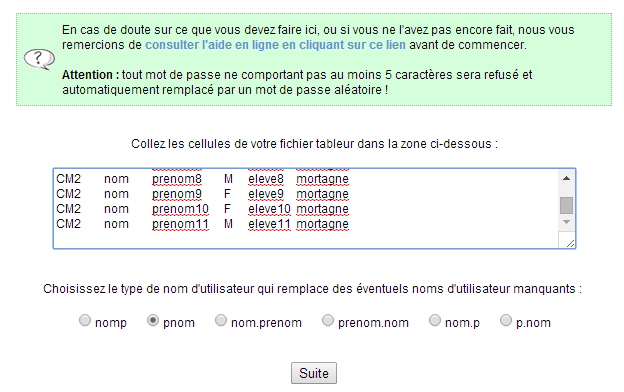 En cas de doute sur ce que vous devez faire ici, ou si vous ne l'avez pas encore fait, nous vous
remercions de consulter l'aide en ligne en cliquant sur ce lien avant de commencer.
Attention : tout mot de passe ne comportant pas au moins 5 caractères sera refusé et
automatiquement remplacé par un mot de passe aléatoire !
Collez les cellules de votre fichier tableur dans la zone ci-dessous :
CM2 nom prenom8 M eleve8 mortagne
CM2 nom prenom9 F eleve9 mortagne
CM2 nom prenom10 F eleve10 mortagne
CM2 nom prenom11 M eleve11 mortagne
Choisissez le type de nom d'utilisateur qui remplace des éventuels noms d'utilisateur manquants :
nomp pnom nom.prenom prenom.nom nom.p p.nom
Suite